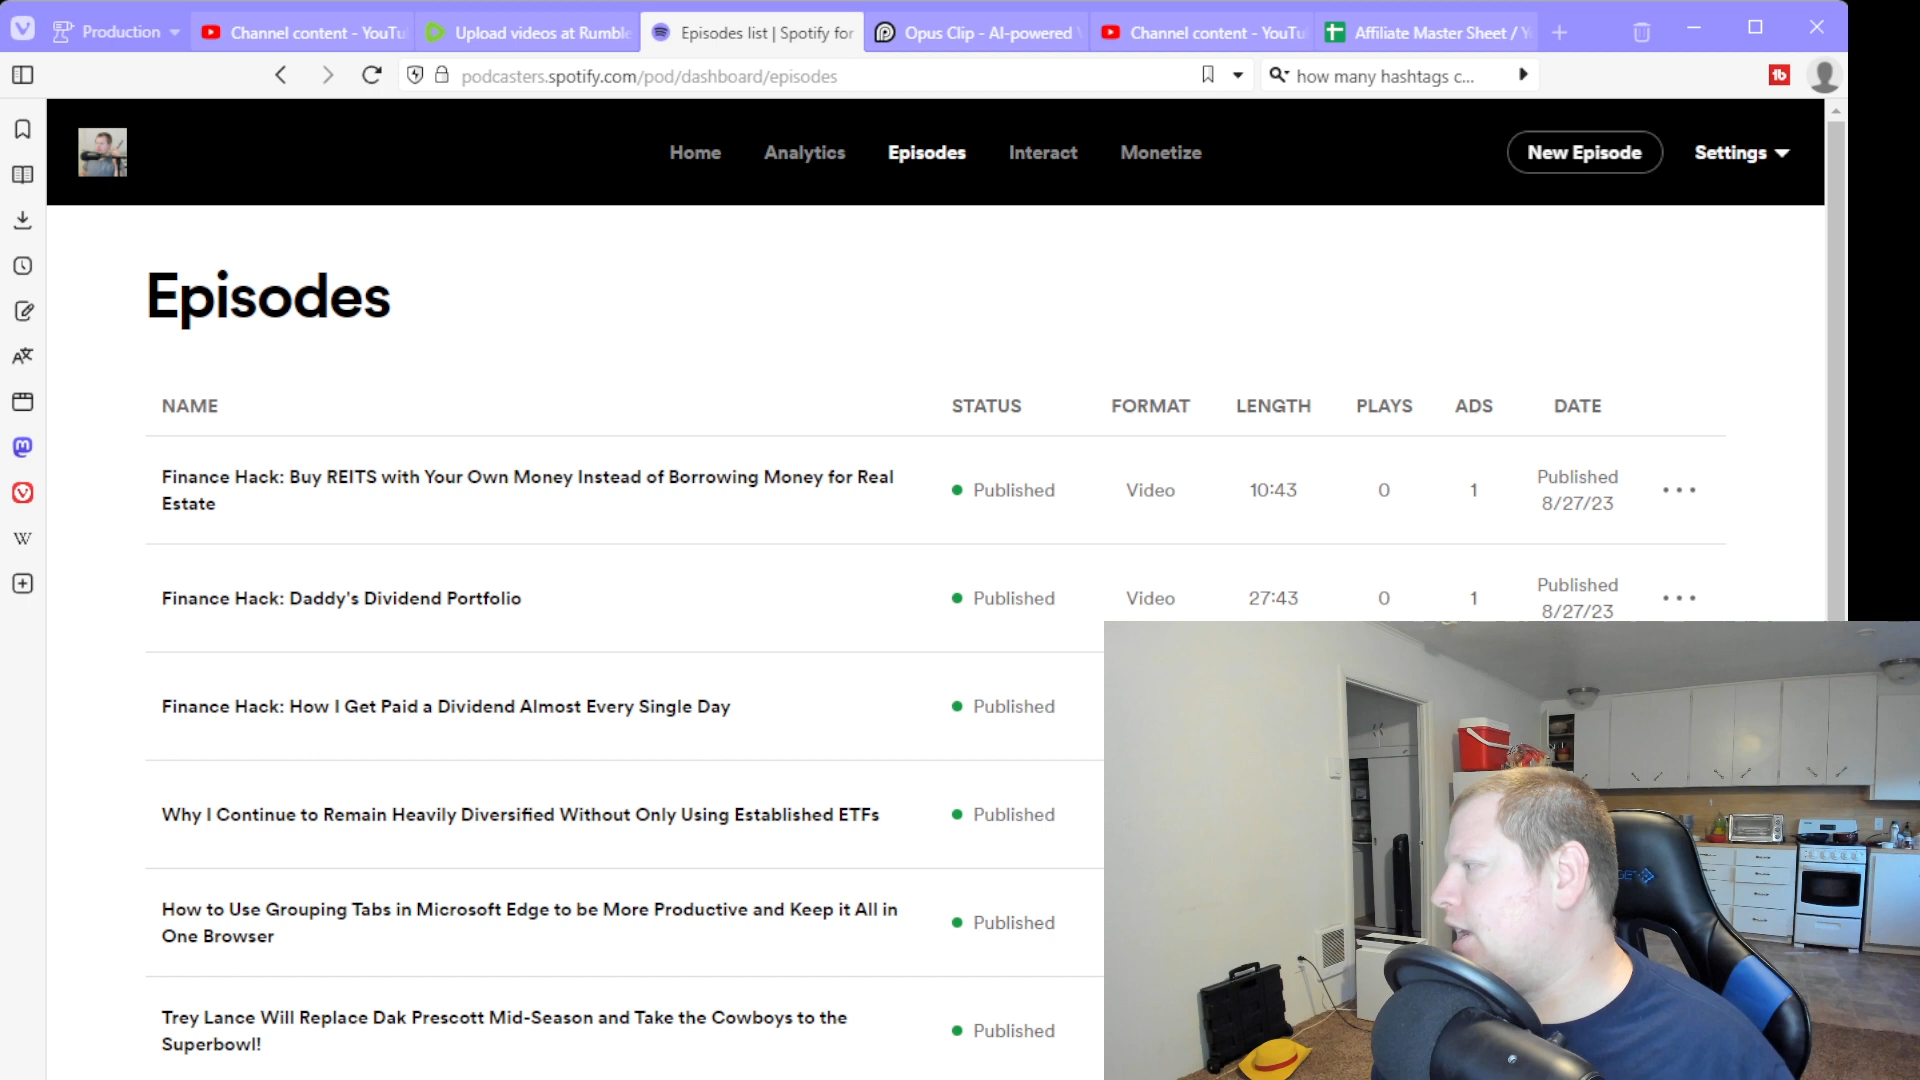 Production
Channel content - YouTu
Upload videos at Rumble
Episodes list | Spotify for
Opus Clip - AI-powered
Channel content - YouTu
Affiliate Master Sheet / Y
podcasters.spotify.com/pod/dashboard/episodes
how many hashtags c...
Home
Analytics
Episodes
Interact
Monetize
New Episode
Settings
Episodes
NAME
STATUS
FORMAT
LENGTH
PLAYS
ADS
DATE
Finance Hack: Buy REITS with Your Own Money Instead of Borrowing Money for Real
Estate
Published
Video
10:43
0
1
Published
8/27/23
Finance Hack: Daddy's Dividend Portfolio
Published
Video
27:43
0
1
Published
8/27/23
Finance Hack: How I Get Paid a Dividend Almost Every Single Day
Published
Why I Continue to Remain Heavily Diversified Without Only Using Established ETFs
Published
How to Use Grouping Tabs in Microsoft Edge to be More Productive and Keep it All in
One Browser
Published
Trey Lance Will Replace Dak Prescott Mid-Season and Take the Cowboys to the
Superbowl!
Published